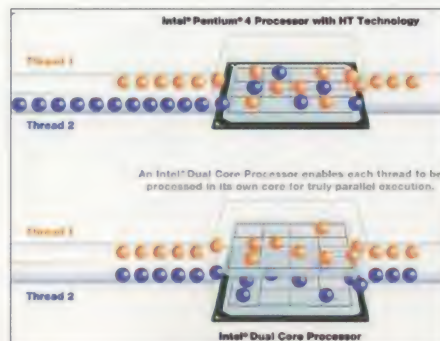 Intel® Pentium® 4 Processor with HT Technology
Thread 1
Thread 2
An Intel® Dual Core Processor enables each thread to be
processed in its own core for truly parallel execution.
Thread 1
Thread 2
Intel® Dual Core Processor